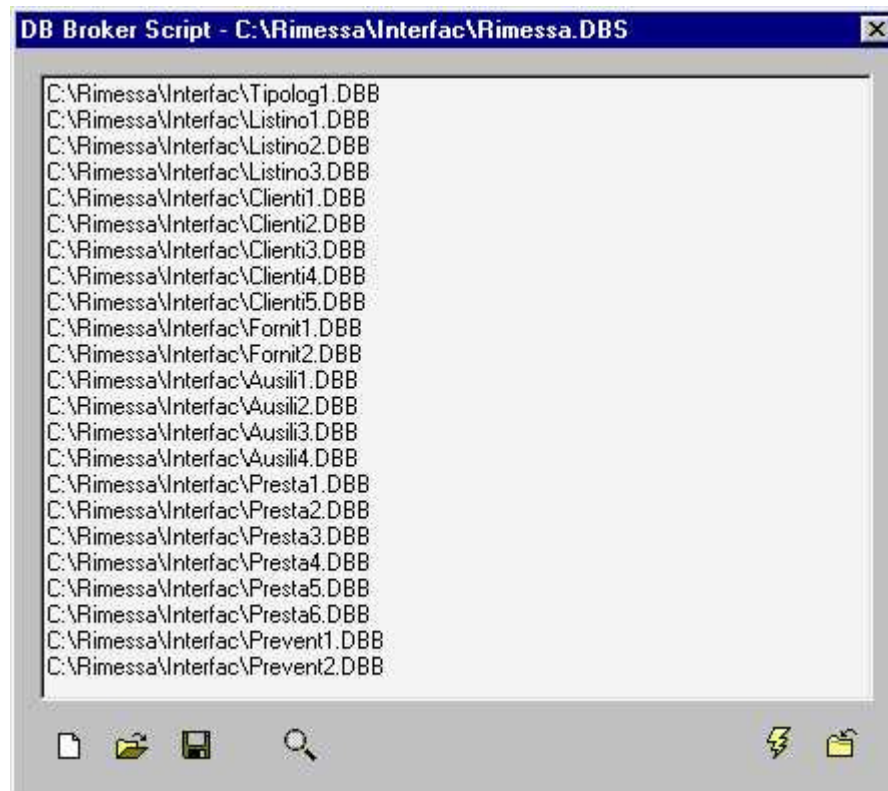 DB Broker Script - C:\Rimessa\Interfac\Rimessa.DBS
C:\Rimessa\Interfac\Tipolog1.DBB
C:\Rimessa\Interfac\Listino1.DBB
C:\Rimessa\Interfac\Listino2.DBB
C:\Rimessa\Interfac\Listino3.DBB
C:\Rimessa\Interfac\Clienti1.DBB
C:\Rimessa\Interfac\Clienti2.DBB
C:\Rimessa\Interfac\Clienti3.DBB
C:\Rimessa\Interfac\Clienti4.DBB
C:\Rimessa\Interfac\Clienti5.DBB
C:\Rimessa\Interfac\Fornit1.DBB
C:\Rimessa\Interfac\Fornit2.DBB
C:\Rimessa\Interfac\Ausili1.DBB
C:\Rimessa\Interfac\Ausili2.DBB
C:\Rimessa\Interfac\Ausili3.DBB
C:\Rimessa\Interfac\Ausili4.DBB
C:\Rimessa\Interfac\Presta1.DBB
C:\Rimessa\Interfac\Presta2.DBB
C:\Rimessa\Interfac\Presta3.DBB
C:\Rimessa\Interfac\Presta4.DBB
C:\Rimessa\Interfac\Presta5.DBB
C:\Rimessa\Interfac\Presta6.DBB
C:\Rimessa\Interfac\Prevent1.DBB
C:\Rimessa\Interfac\Prevent2.DBB